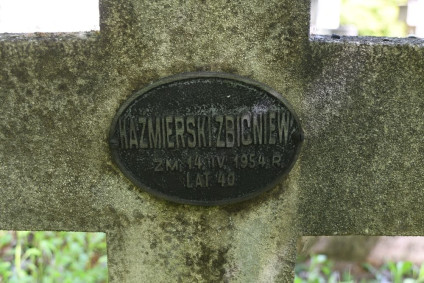 KAZMIERSKI ZBIGNIEW
ZM. 14.IV.1954 R.
LAT 40